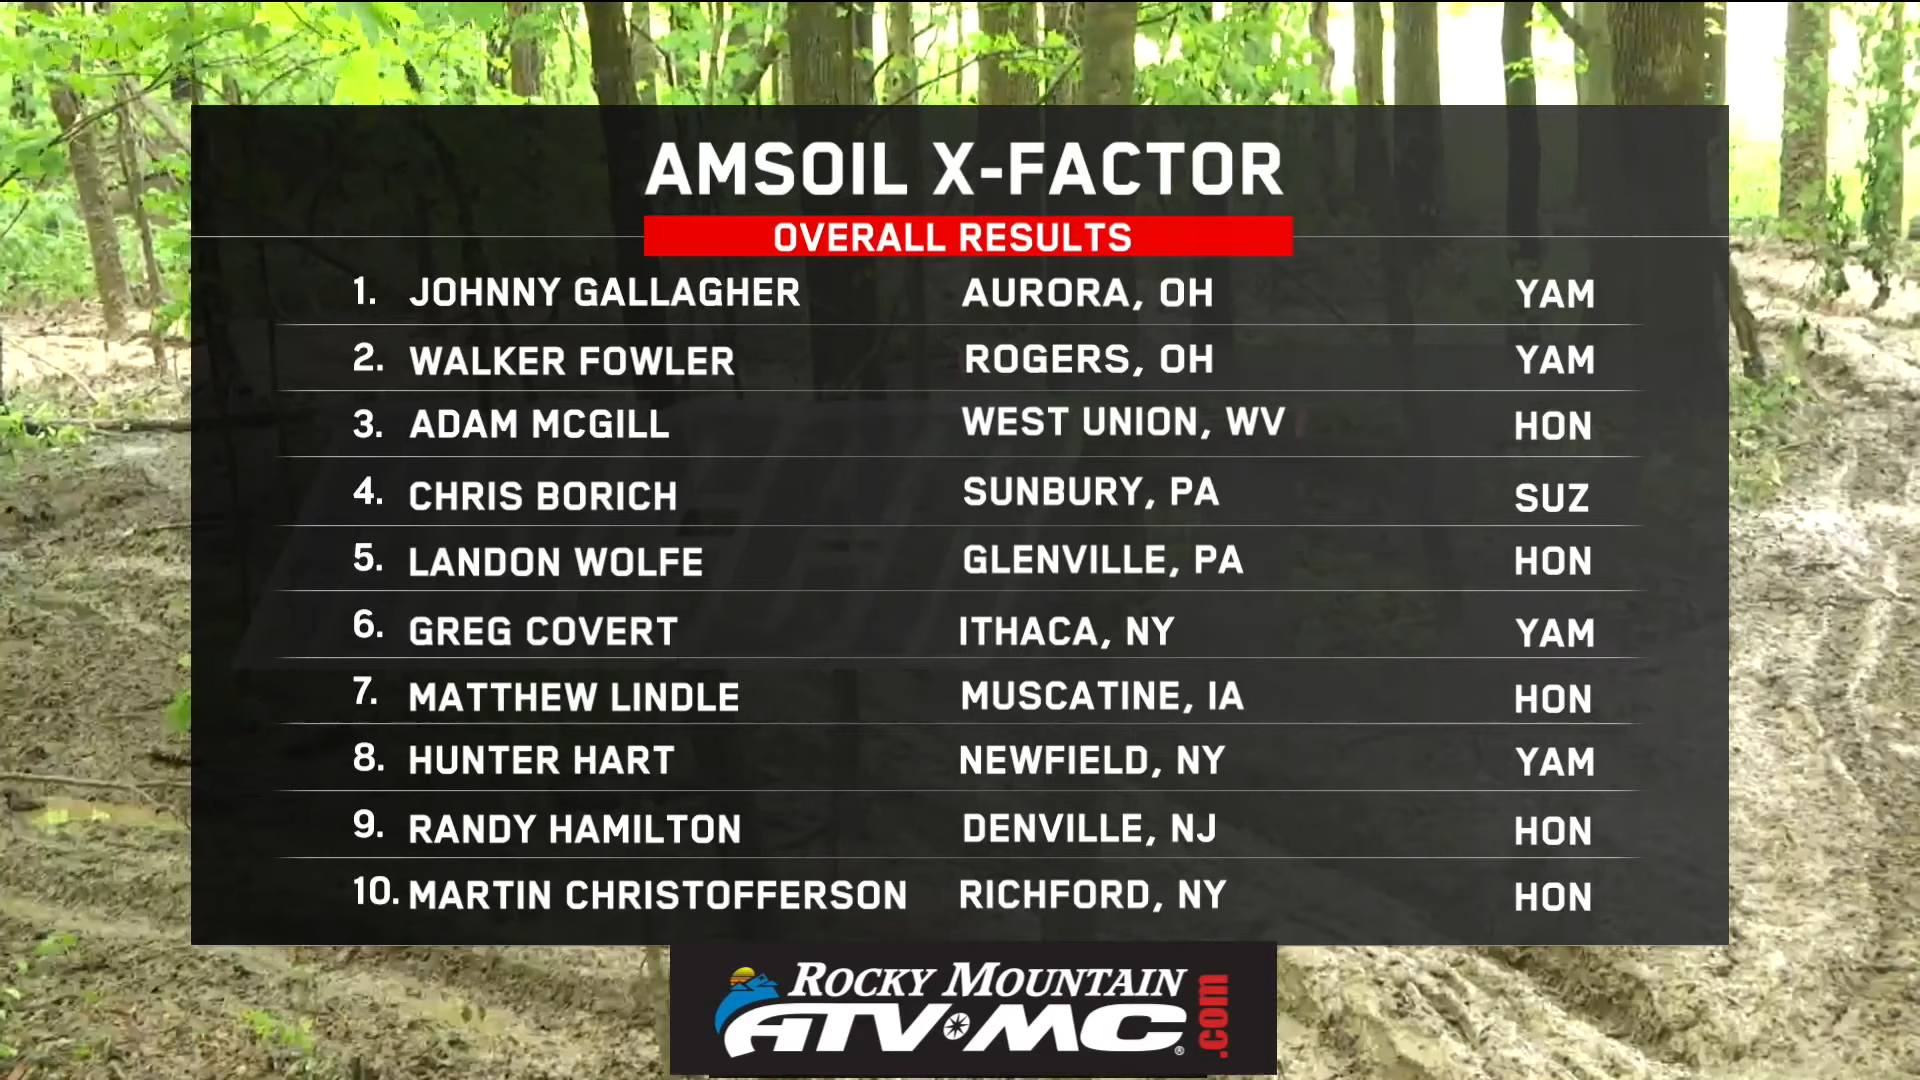 AMSOIL X-FACTOR
OVERALL RESULTS
1. JOHNNY GALLAGHER AURORA, OH YAM
2. WALKER FOWLER ROGERS, OH YAM
3. ADAM MCGILL WEST UNION, WV HON
4. CHRIS BORICH SUNBURY, PA SUZ
5. LANDON WOLFE GLENVILLE, PA HON
6. GREG COVERT ITHACA, NY YAM
7. MATTHEW LINDLE MUSCATINE, IA HON
8. HUNTER HART NEWFIELD, NY YAM
9. RANDY HAMILTON DENVILLE, NJ HON
10. MARTIN CHRISTOFFERSON RICHFORD, NY HON
ROCKY MOUNTAIN
ATV•MC®
.com